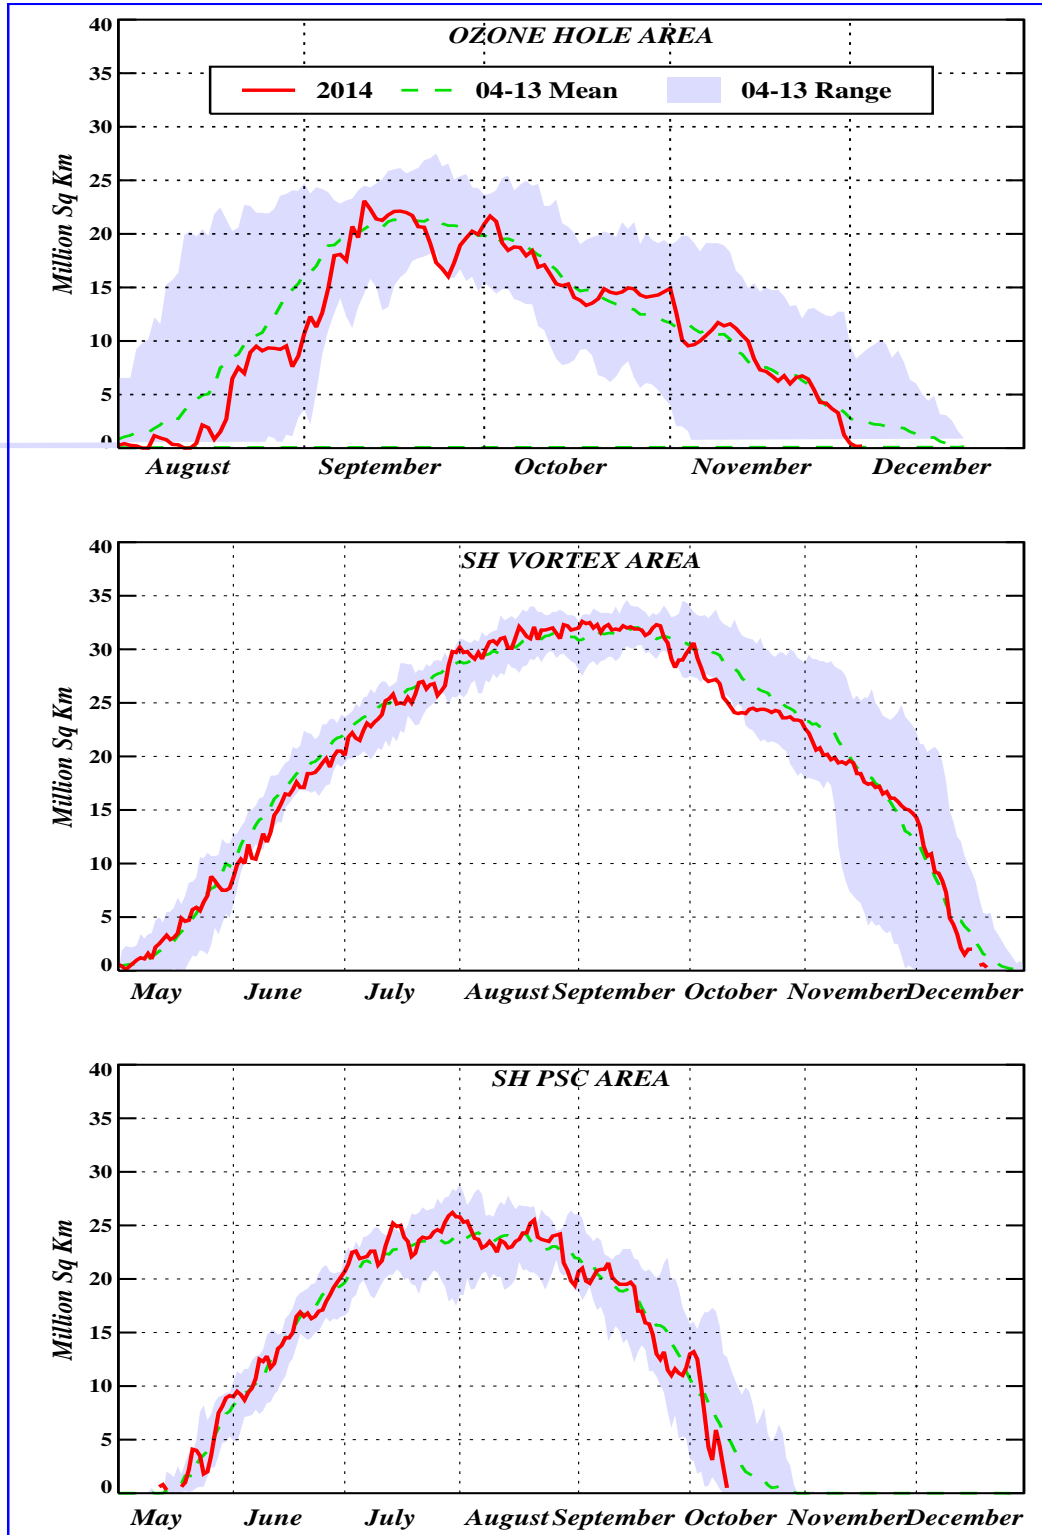 OZONE HOLE AREA
2014 04-13 Mean 04-13 Range
Million Sq Km
40
35
30
25
20
15
10
5
0
August September October November December
SH VORTEX AREA
Million Sq Km
40
35
30
25
20
15
10
5
0
May June July August September October November December
SH PSC AREA
Million Sq Km
40
35
30
25
20
15
10
5
0
May June July August September October November December